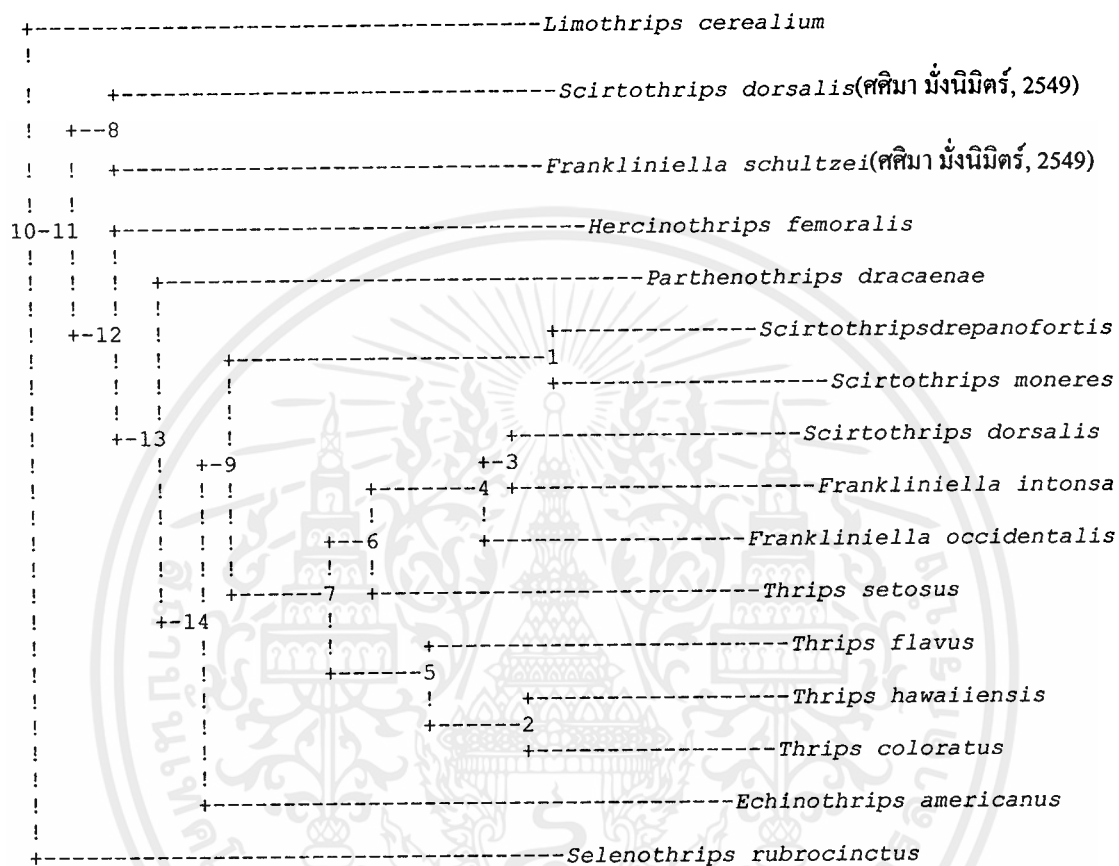 Limothrips cerealium
Scirtothrips dorsalis(ศศิมา มั่งนิมิตร์, 2549)
8
Frankliniella schultzei(ศศิมา มั่งนิมิตร์, 2549)
10-11 Hercinothrips femoralis
Parthenothrips dracaenae
12 Scirtothripsdrepanofortis
1
Scirtothrips moneres
13 Scirtothrips dorsalis
9 3
4 Frankliniella intonsa
6 Frankliniella occidentalis
7 Thrips setosus
14
Thrips flavus
5
Thrips hawaiiensis
2
Thrips coloratus
Echinothrips americanus
Selenothrips rubrocinctus